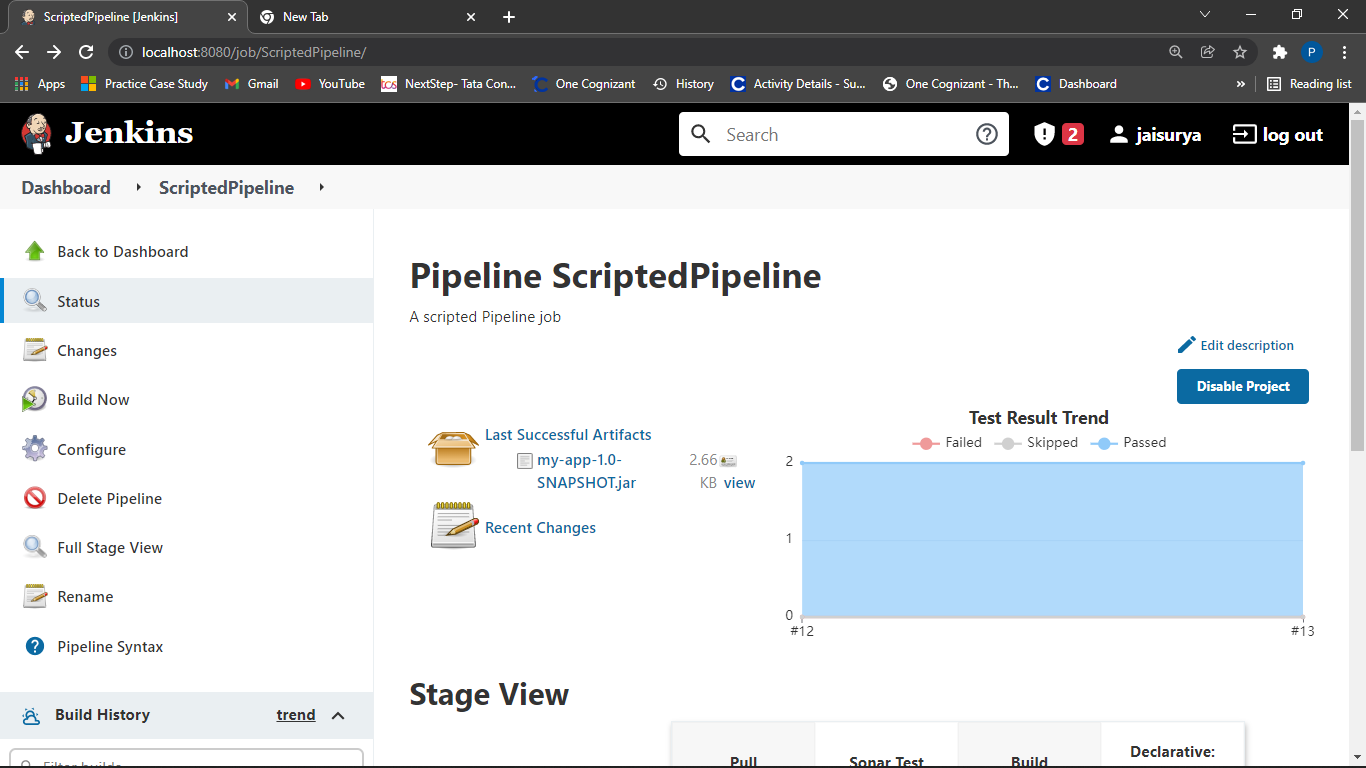 ScriptedPipeline [Jenkins]
New Tab
localhost:8080/job/ScriptedPipeline/
P
Apps
Practice Case Study
Gmail
YouTube
NextStep- Tata Con...
One Cognizant
History
Activity Details - Su...
One Cognizant - Th...
Dashboard
»
Reading list
Jenkins
Search
2
jaisurya
log out
Dashboard
ScriptedPipeline
Back to Dashboard
Status
Changes
Build Now
Configure
Delete Pipeline
Full Stage View
Rename
Pipeline Syntax
Build History
trend
Filter builds
Pipeline ScriptedPipeline
A scripted Pipeline job
Edit description
Disable Project
Last Successful Artifacts
my-app-1.0-
SNAPSHOT.jar
2.66
KB view
Recent Changes
Test Result Trend
Failed Skipped Passed
2
1
0
#12 #13
Stage View
Pull
Sonar Test
Build
Declarative: